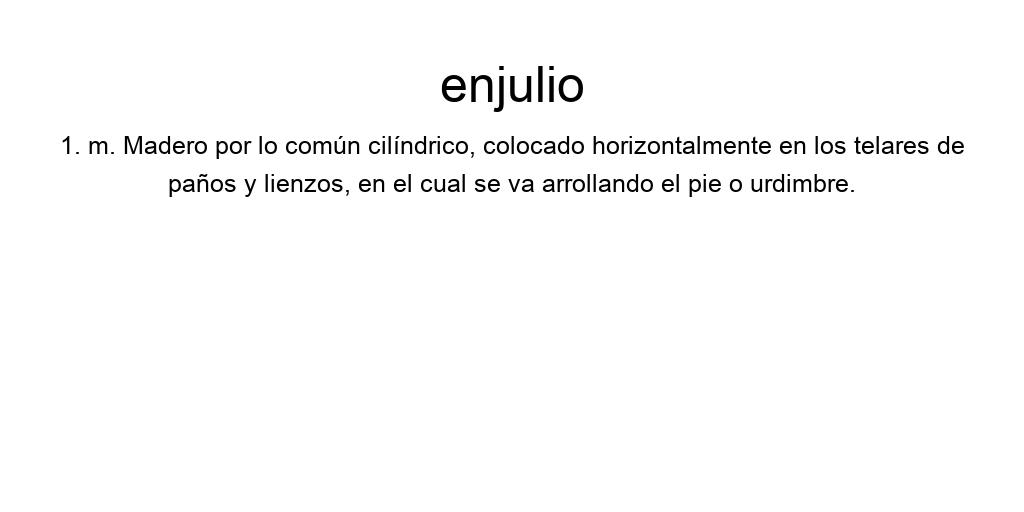 enjulio
1. m. Madero por lo común cilíndrico, colocado horizontalmente en los telares de
paños y lienzos, en el cual se va arrollando el pie o urdimbre.